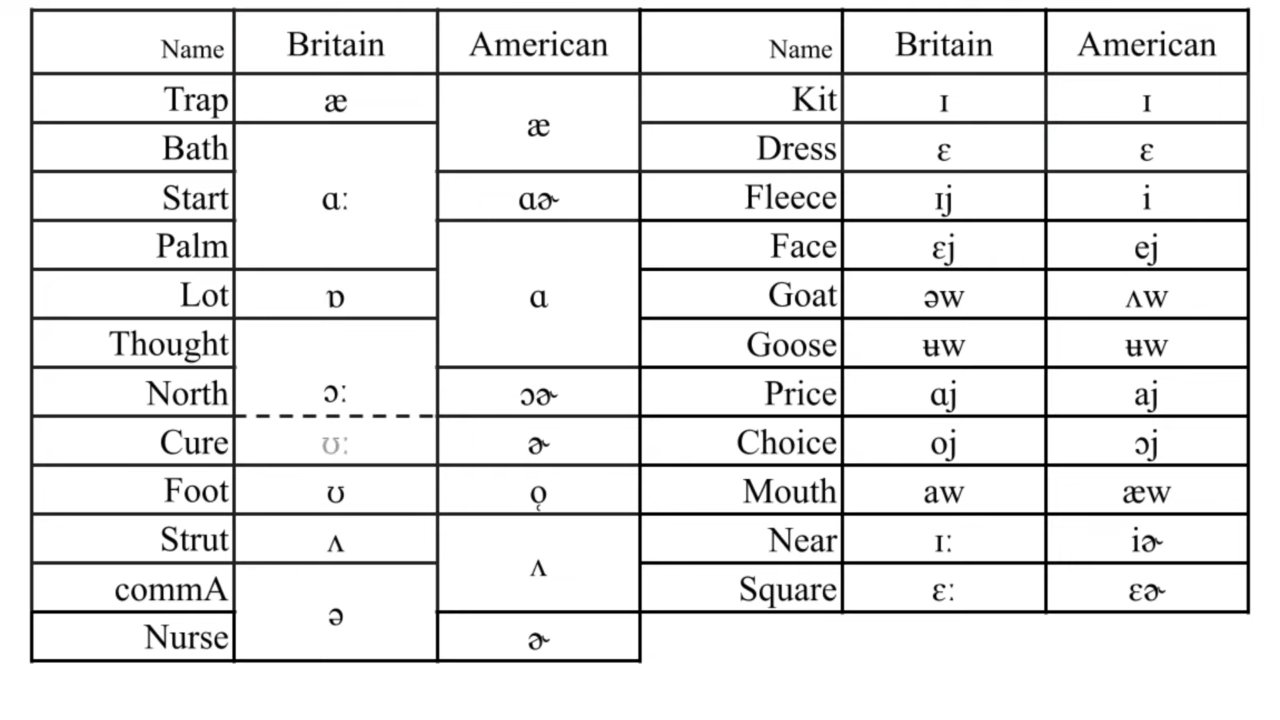 Name Britain American Name Britain American
Trap æ æ Kit ɪ ɪ
Bath ɑː Dress ɛ ɛ
Start ɑɚ Fleece ɪj i
Palm ɑ Face ɛj ej
Lot ɒ Goat əw ʌw
Thought ɔː Goose ʉw ʉw
North ɔɚ Price ɑj aj
Cure ʊː ɚ Choice oj ɔj
Foot ʊ o̜ Mouth aw æw
Strut ʌ ʌ Near ɪː iɚ
commA ə Square ɛː ɛɚ
Nurse ɚ